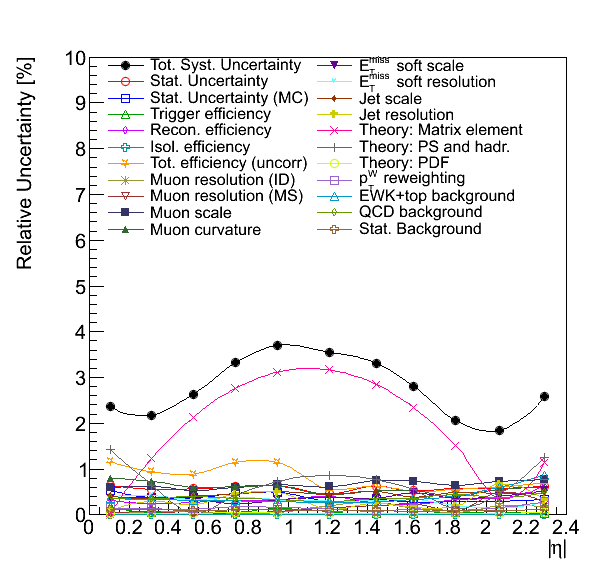 Relative Uncertainty [%]
10
9
8
7
6
5
4
3
2
1
0
Tot. Syst. Uncertainty
Stat. Uncertainty
Stat. Uncertainty (MC)
Trigger efficiency
Recon. efficiency
Isol. efficiency
Tot. efficiency (uncorr)
Muon resolution (ID)
Muon resolution (MS)
Muon scale
Muon curvature
E_T^miss soft scale
E_T^miss soft resolution
Jet scale
Jet resolution
Theory: Matrix element
Theory: PS and hadr.
Theory: PDF
p_T^W reweighting
EWK+top background
QCD background
Stat. Background
0 0.2 0.4 0.6 0.8 1 1.2 1.4 1.6 1.8 2 2.2 2.4
|η|